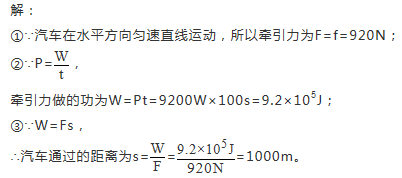 解：
①∵汽车在水平方向匀速直线运动，所以牵引力为F=f=920N；
②∵P=W/t，
牵引力做的功为W=Pt=9200W×100s=9.2×10⁵J；
③∵W=Fs，
∴汽车通过的距离为s=W/F=9.2×10⁵J/920N=1000m。